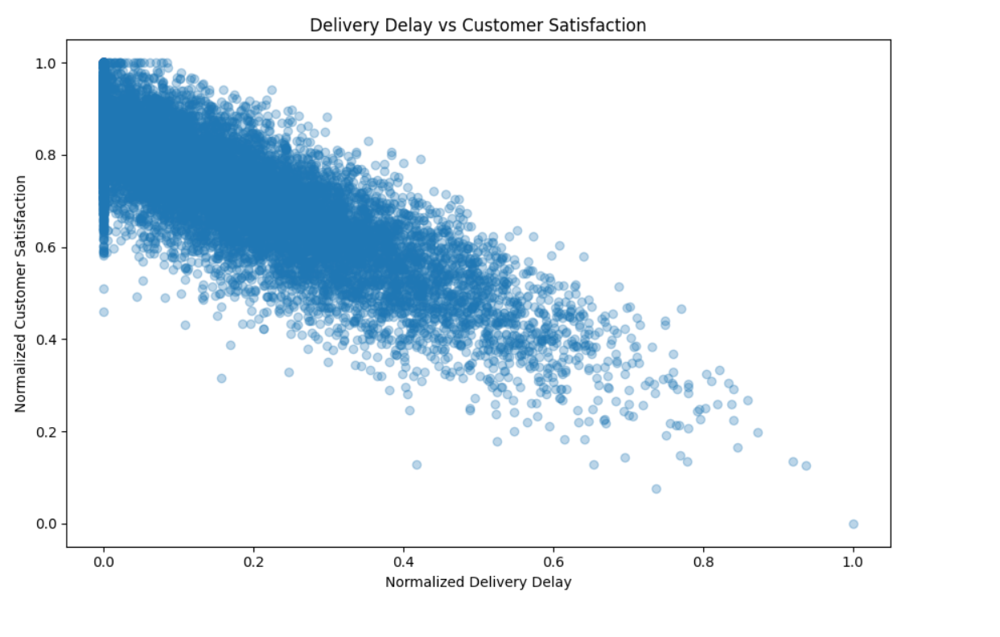 Delivery Delay vs Customer Satisfaction
Normalized Customer Satisfaction
1.0
0.8
0.6
0.4
0.2
0.0
0.0 0.2 0.4 0.6 0.8 1.0
Normalized Delivery Delay